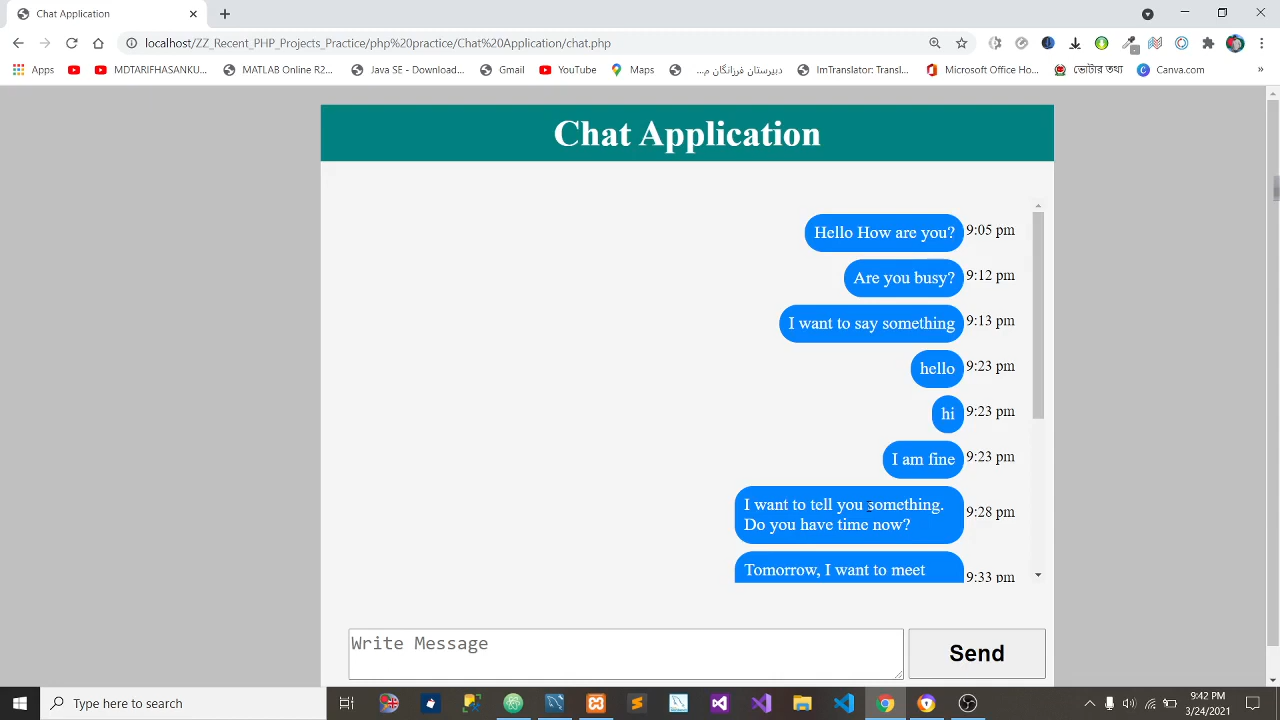 Chat Application
localhost/ZZ_Recent_PHP_Projects_Practice/php%20practice/Chat%20Application/chat.php
Apps
MDTARIFHASANKU...
MATLAB Online R2...
Java SE - Download...
Gmail
YouTube
Maps
دبیرستان فرزانگان م...
ImTranslator: Transl...
Microsoft Office Ho...
ভোটার তথ্য
Canva.com
»
Chat Application
Hello How are you? 9:05 pm
Are you busy? 9:12 pm
I want to say something 9:13 pm
hello 9:23 pm
hi 9:23 pm
I am fine 9:23 pm
I want to tell you something.
Do you have time now?
9:28 pm
Tomorrow, I want to meet
9:33 pm
Write Message
Send
Type here to search
9:42 PM
3/24/2021